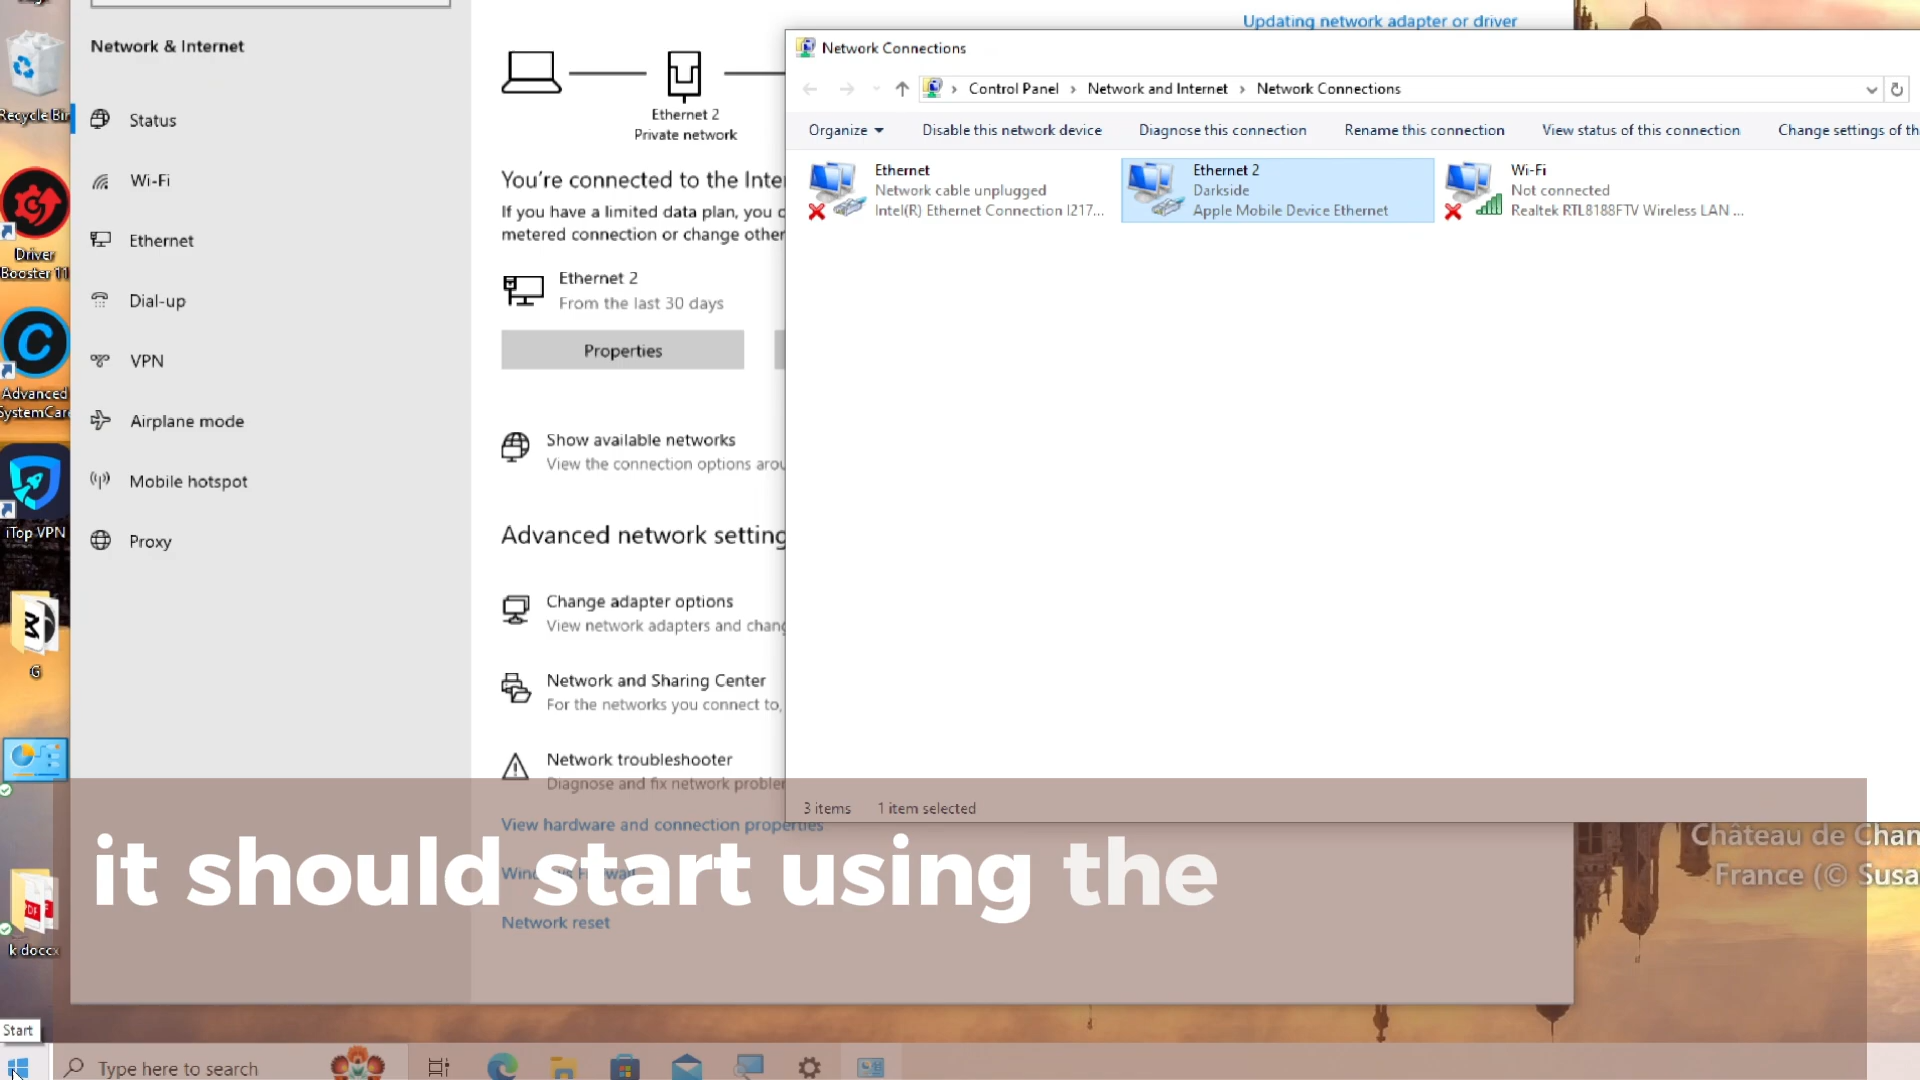 Recycle Bin
Driver
Booster 11
Advanced
SystemCare
iTop VPN
G
k doccx
Start
Type here to search
Network & Internet
Status
Wi-Fi
Ethernet
Dial-up
VPN
Airplane mode
Mobile hotspot
Proxy
Ethernet 2
Private network
You're connected to the Inte
If you have a limited data plan, you c
metered connection or change other
Ethernet 2
From the last 30 days
Properties
Show available networks
View the connection options arou
Advanced network setting
Change adapter options
View network adapters and chang
Network and Sharing Center
For the networks you connect to,
Network troubleshooter
Diagnose and fix network probler
View hardware and connection properties
Windows Firewall
Network reset
Updating network adapter or driver
Network Connections
Control Panel > Network and Internet > Network Connections
Organize Disable this network device Diagnose this connection Rename this connection View status of this connection Change settings of th
Ethernet
Network cable unplugged
Intel(R) Ethernet Connection I217...
Ethernet 2
Darkside
Apple Mobile Device Ethernet
Wi-Fi
Not connected
Realtek RTL8188FTV Wireless LAN ...
3 items 1 item selected
it should start using the
Château de Chan
France (© Susa